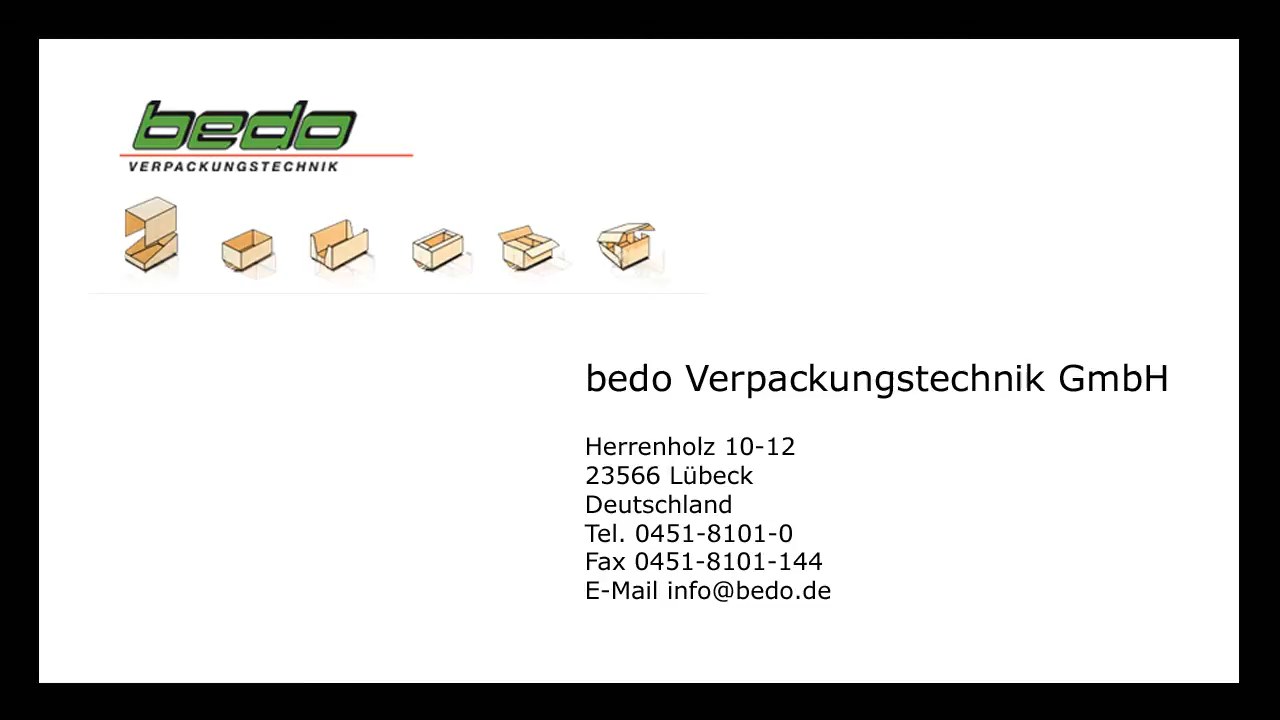 bedo
VERPACKUNGSTECHNIK
bedo Verpackungstechnik GmbH
Herrenholz 10-12
23566 Lübeck
Deutschland
Tel. 0451-8101-0
Fax 0451-8101-144
E-Mail info@bedo.de